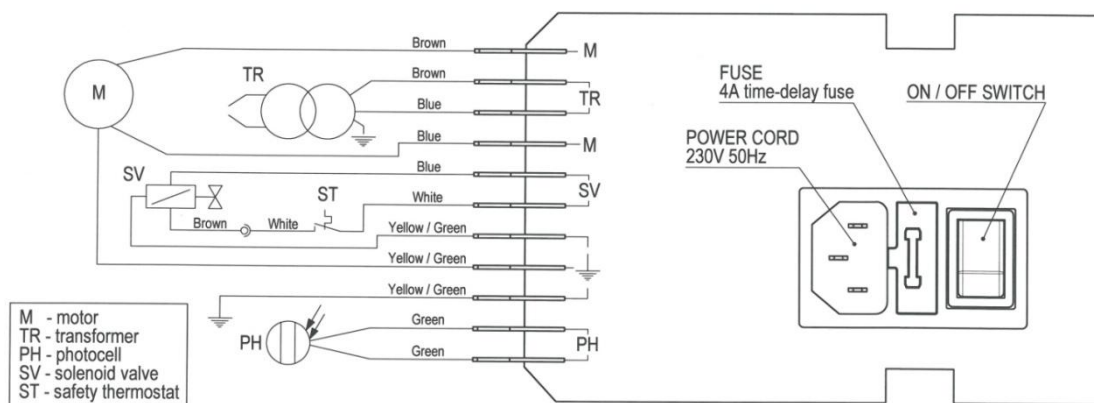 Brown
M
TR
Brown
Blue
TR
M
Blue
M
SV
Blue
SV
ST
White
Brown
White
Yellow / Green
Yellow / Green
Yellow / Green
Green
PH
PH
Green
M - motor
TR - transformer
PH - photocell
SV - solenoid valve
ST - safety thermostat
FUSE
4A time-delay fuse
ON / OFF SWITCH
POWER CORD
230V 50Hz